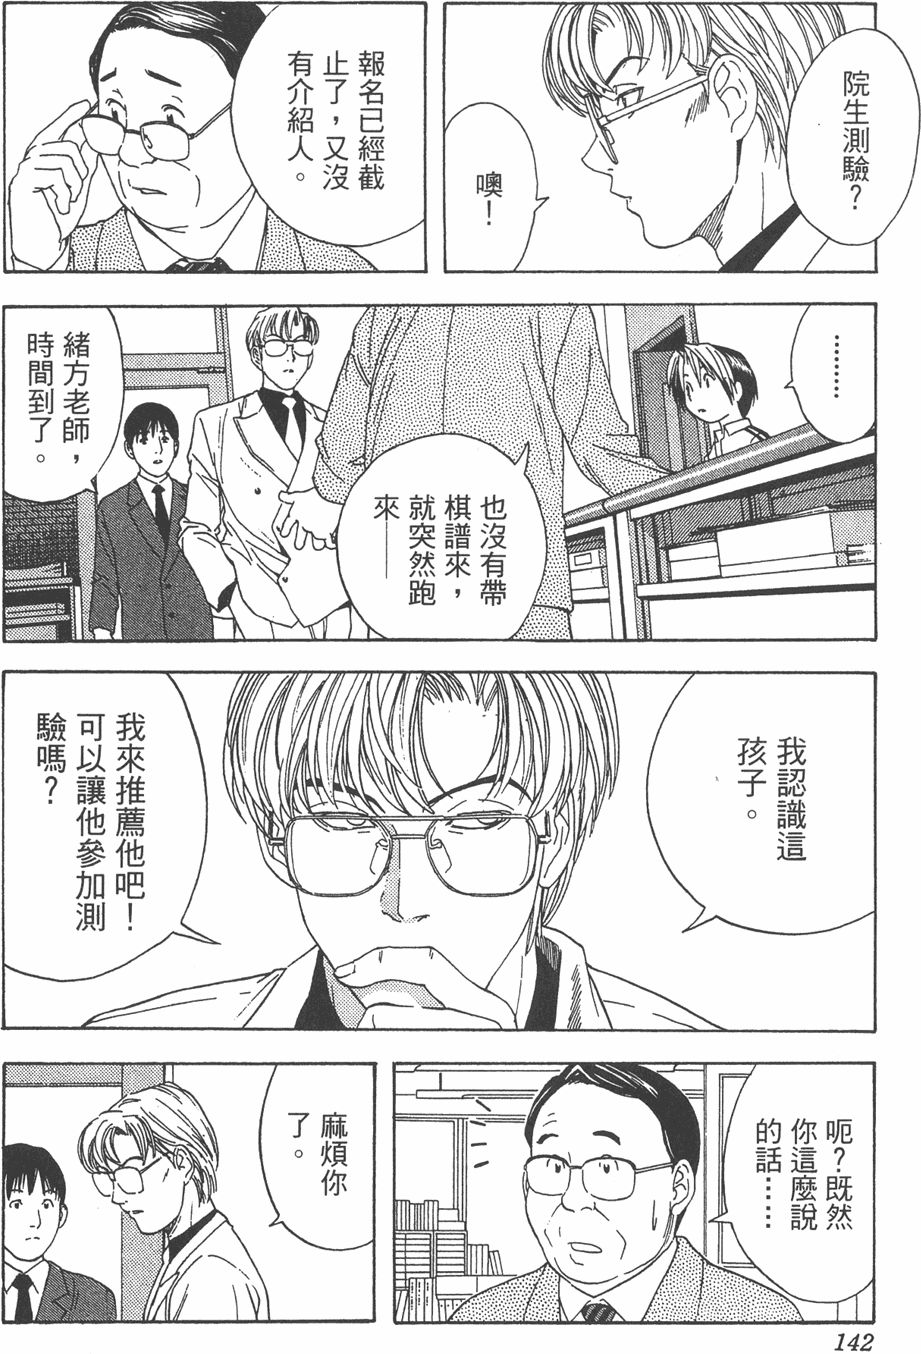 院生測驗？
噢！
報名已經截
止了，又沒
有介紹人。
………
也沒有帶
棋譜來，
就突然跑
來──
緒方老師，
時間到了。
我認識這
孩子。
我來推薦他吧！
可以讓他參加測
驗嗎？
呃？既然
你這麼說
的話……
麻煩你
了。
142